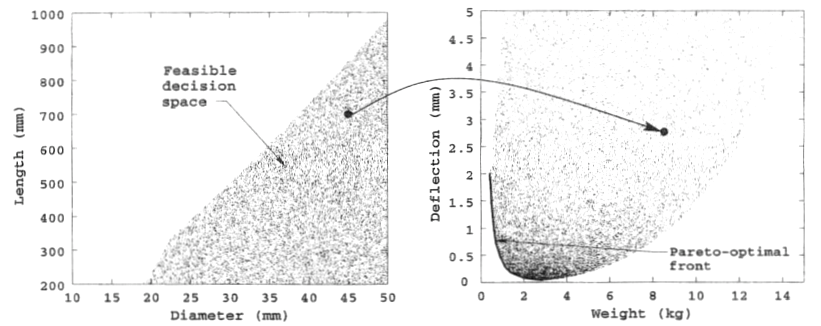 1000
900
800
700
600
500
400
300
200
Length (mm)
Feasible
decision
space
10 15 20 25 30 35 40 45 50
Diameter (mm)
5
4.5
4
3.5
3
2.5
2
1.5
1
0.5
0
Deflection (mm)
Pareto-optimal
front
0 2 4 6 8 10 12 14
Weight (kg)